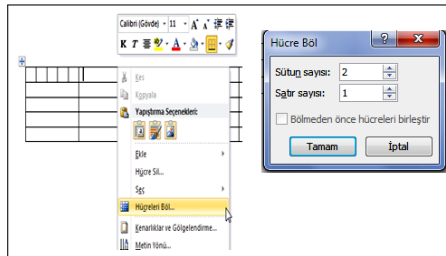 Calibri (Gövde)
11
A A
K T
A
Kes
Kopyala
Yapıştırma Seçenekleri:
Ekle
Hücre Sil...
Seç
Hücreleri Böl...
Kenarlıklar ve Gölgelendirme...
Metin Yönü...
Hücre Böl
Sütun sayısı: 2
Satır sayısı: 1
Bölmeden önce hücreleri birleştir
Tamam
İptal